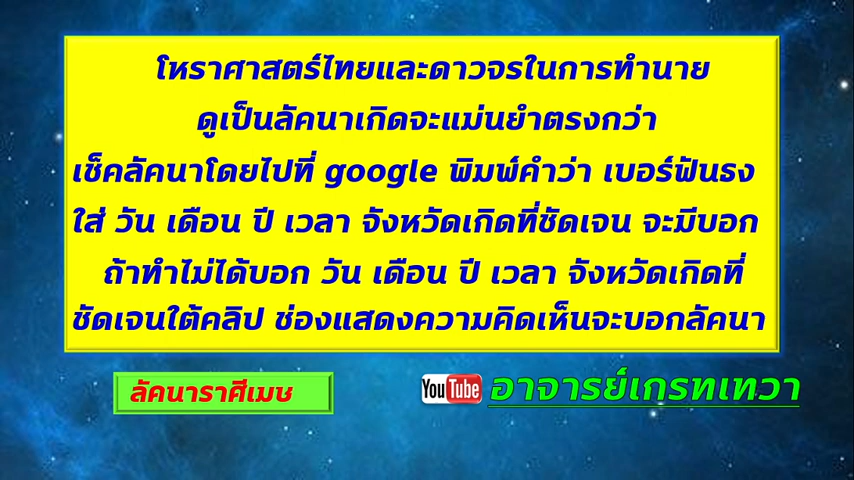 โหราศาสตร์ไทยและดาวจรในการทำนาย
ดูเป็นลัคนาเกิดจะแม่นยำตรงกว่า
เช็คลัคนาโดยไปที่ google พิมพ์คำว่า เบอร์ฟันธง
ใส่ วัน เดือน ปี เวลา จังหวัดเกิดที่ชัดเจน จะมีบอก
ถ้าทำไม่ได้บอก วัน เดือน ปี เวลา จังหวัดเกิดที่
ชัดเจนใต้คลิป ช่องแสดงความคิดเห็นจะบอกลัคนา
ลัคนาราศีเมษ
YouTube อาจารย์เกรทเทวา